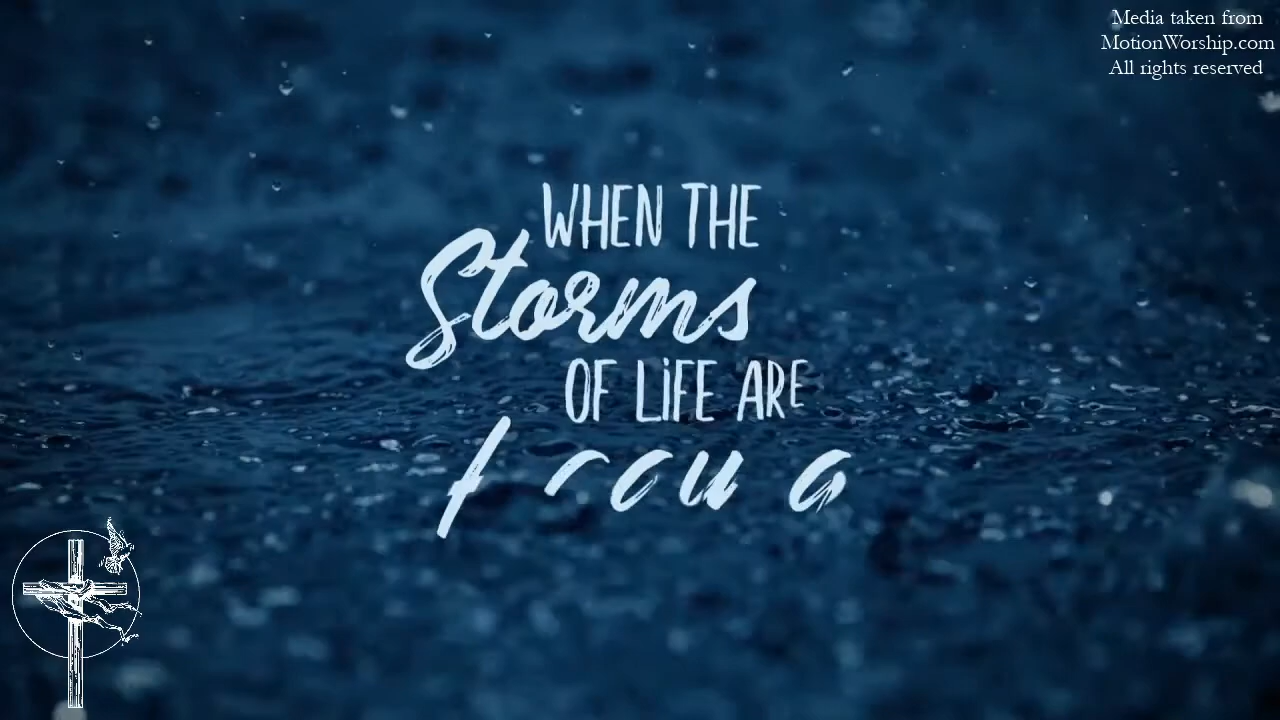 Media taken from
MotionWorship.com
All rights reserved
WHEN THE
Storms
OF LiFE ARE